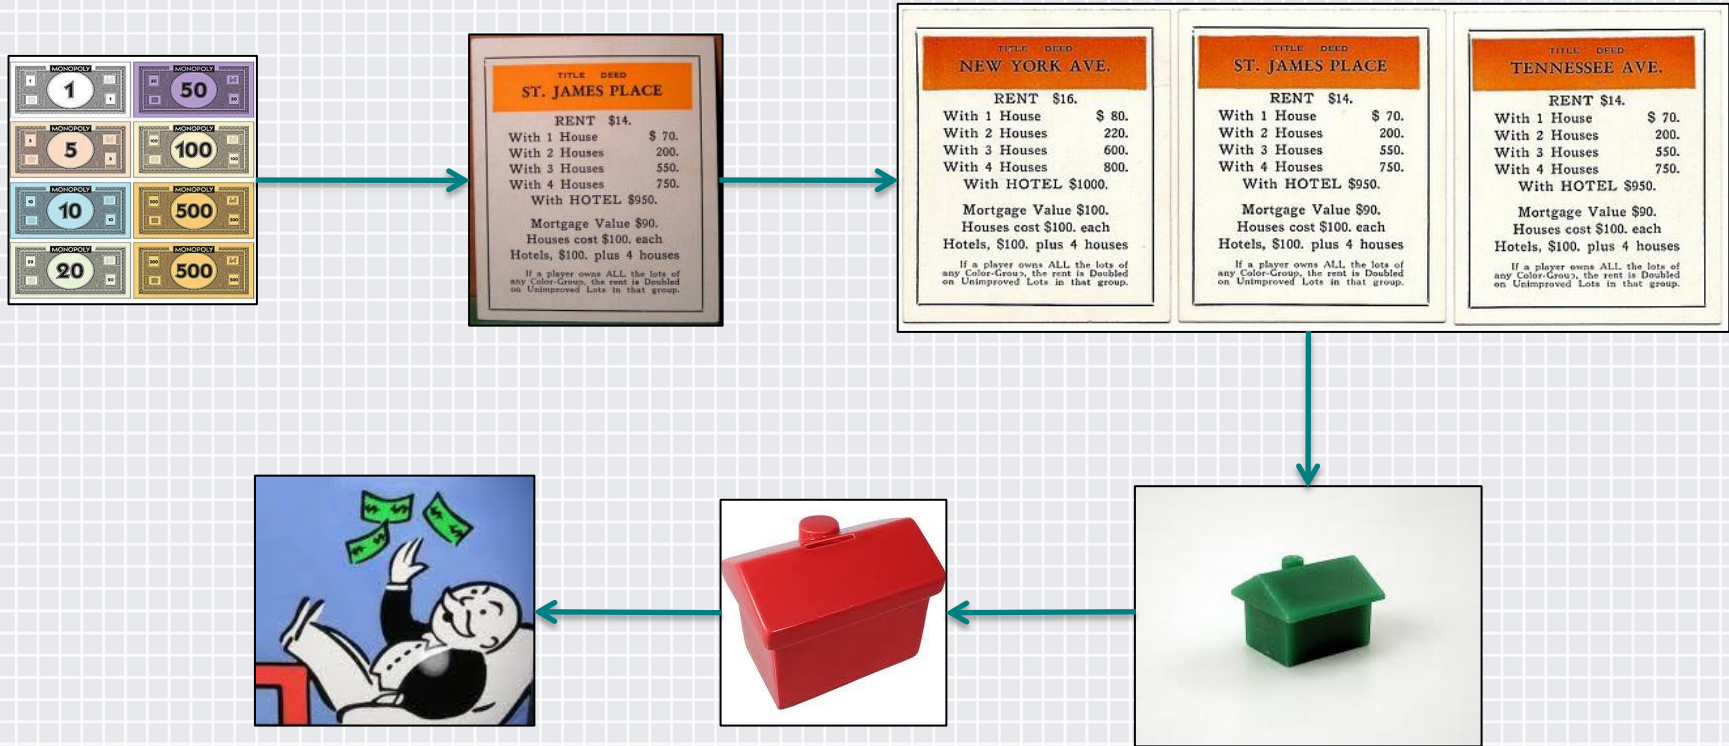 MONOPOLY
1
MONOPOLY
50
MONOPOLY
5
MONOPOLY
100
MONOPOLY
10
MONOPOLY
500
MONOPOLY
20
MONOPOLY
500
TITLE DEED
ST. JAMES PLACE
RENT $14.
With 1 House $ 70.
With 2 Houses 200.
With 3 Houses 550.
With 4 Houses 750.
With HOTEL $950.
Mortgage Value $90.
Houses cost $100. each
Hotels, $100. plus 4 houses
If a player owns ALL the lots of
any Color-Group, the rent is Doubled
on Unimproved Lots in that group.
TITLE DEED
NEW YORK AVE.
RENT $16.
With 1 House $ 80.
With 2 Houses 220.
With 3 Houses 600.
With 4 Houses 800.
With HOTEL $1000.
Mortgage Value $100.
Houses cost $100. each
Hotels, $100. plus 4 houses
If a player owns ALL the lots of
any Color-Group, the rent is Doubled
on Unimproved Lots in that group.
TITLE DEED
ST. JAMES PLACE
RENT $14.
With 1 House $ 70.
With 2 Houses 200.
With 3 Houses 550.
With 4 Houses 750.
With HOTEL $950.
Mortgage Value $90.
Houses cost $100. each
Hotels, $100. plus 4 houses
If a player owns ALL the lots of
any Color-Group, the rent is Doubled
on Unimproved Lots in that group.
TITLE DEED
TENNESSEE AVE.
RENT $14.
With 1 House $ 70.
With 2 Houses 200.
With 3 Houses 550.
With 4 Houses 750.
With HOTEL $950.
Mortgage Value $90.
Houses cost $100. each
Hotels, $100. plus 4 houses
If a player owns ALL the lots of
any Color-Group, the rent is Doubled
on Unimproved Lots in that group.